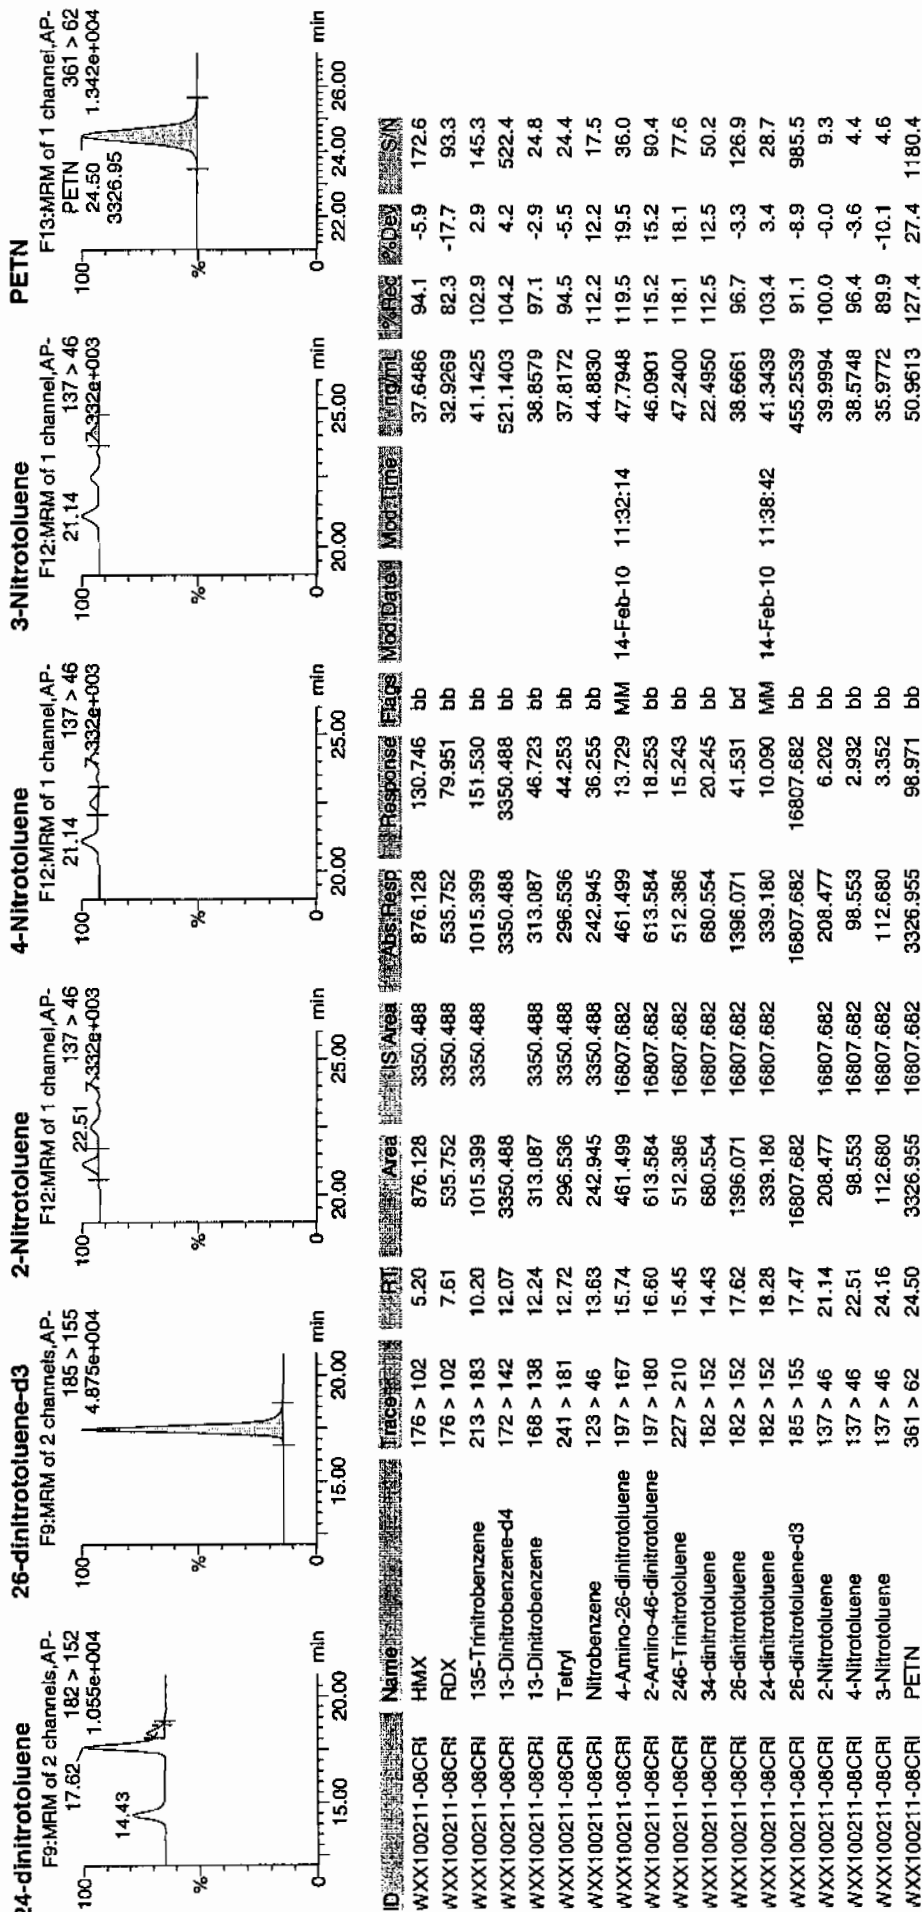 24-dinitrotoluene
F9:MRM of 2 channels,AP-
182 > 152
1.055e+004
17.62
14.43
100
%
15.00
20.00
min
26-dinitrotoluene-d3
F9:MRM of 2 channels,AP-
185 > 155
4.875e+004
100
%
0
15.00
20.00
min
2-Nitrotoluene
F12:MRM of 1 channel,AP-
137 > 46
7.332e+003
22.51
100
%
0
20.00
25.00
min
4-Nitrotoluene
F12:MRM of 1 channel,AP-
137 > 46
7.332e+003
21.14
100
%
0
20.00
25.00
min
3-Nitrotoluene
F12:MRM of 1 channel,AP-
137 > 46
7.332e+003
21.14
100
%
0
20.00
25.00
min
PETN
F13:MRM of 1 channel,AP-
361 > 62
1.342e+004
PETN
24.50
3326.95
100
%
0
22.00
24.00
26.00
min
ID Name Trace RT Area IS Area Abs.Resp Response Flags Mod.Date Mod.Time ng/mL %Rec %Dev S/N
WXX100211-08CRI HMX 176 > 102 5.20 876.128 3350.488 876.128 130.746 bb 37.6486 94.1 -5.9 172.6
WXX100211-08CRI RDX 176 > 102 7.61 535.752 3350.488 535.752 79.951 bb 32.9269 82.3 -17.7 93.3
WXX100211-08CRI 135-Trinitrobenzene 213 > 183 10.20 1015.399 3350.488 1015.399 151.530 bb 41.1425 102.9 2.9 145.3
WXX100211-08CRI 13-Dinitrobenzene-d4 172 > 142 12.07 3350.488 3350.488 3350.488 bb 521.1403 104.2 4.2 522.4
WXX100211-08CRI 13-Dinitrobenzene 168 > 138 12.24 313.087 3350.488 313.087 46.723 bb 38.8579 97.1 -2.9 24.8
WXX100211-08CRI Tetryl 241 > 181 12.72 296.536 3350.488 296.536 44.253 bb 37.8172 94.5 -5.5 24.4
WXX100211-08CRI Nitrobenzene 123 > 46 13.63 242.945 3350.488 242.945 36.255 bb 44.8830 112.2 12.2 17.5
WXX100211-08CRI 4-Amino-26-dinitrotoluene 197 > 167 15.74 461.499 16807.682 461.499 13.729 MM 14-Feb-10 11:32:14 47.7948 119.5 19.5 36.0
WXX100211-08CRI 2-Amino-46-dinitrotoluene 197 > 180 16.60 613.584 16807.682 613.584 18.253 bb 46.0901 115.2 15.2 90.4
WXX100211-08CRI 246-Trinitrotoluene 227 > 210 15.45 512.386 16807.682 512.386 15.243 bb 47.2400 118.1 18.1 77.6
WXX100211-08CRI 34-dinitrotoluene 182 > 152 14.43 680.554 16807.682 680.554 20.245 bb 22.4950 112.5 12.5 50.2
WXX100211-08CRI 26-dinitrotoluene 182 > 152 17.62 1396.071 16807.682 1396.071 41.531 bd 38.6661 96.7 -3.3 126.9
WXX100211-08CRI 24-dinitrotoluene 182 > 152 18.28 339.180 16807.682 339.180 10.090 MM 14-Feb-10 11:38:42 41.3439 103.4 3.4 28.7
WXX100211-08CRI 26-dinitrotoluene-d3 185 > 155 17.47 16807.682 16807.682 16807.682 bb 455.2539 91.1 -8.9 985.5
WXX100211-08CRI 2-Nitrotoluene 137 > 46 21.14 208.477 16807.682 208.477 6.202 bb 39.9994 100.0 -0.0 9.3
WXX100211-08CRI 4-Nitrotoluene 137 > 46 22.51 98.553 16807.682 98.553 2.932 bb 38.5748 96.4 -3.6 4.4
WXX100211-08CRI 3-Nitrotoluene 137 > 46 24.16 112.680 16807.682 112.680 3.352 bb 35.9772 89.9 -10.1 4.6
WXX100211-08CRI PETN 361 > 62 24.50 3326.955 16807.682 3326.955 98.971 bb 50.9613 127.4 27.4 1180.4